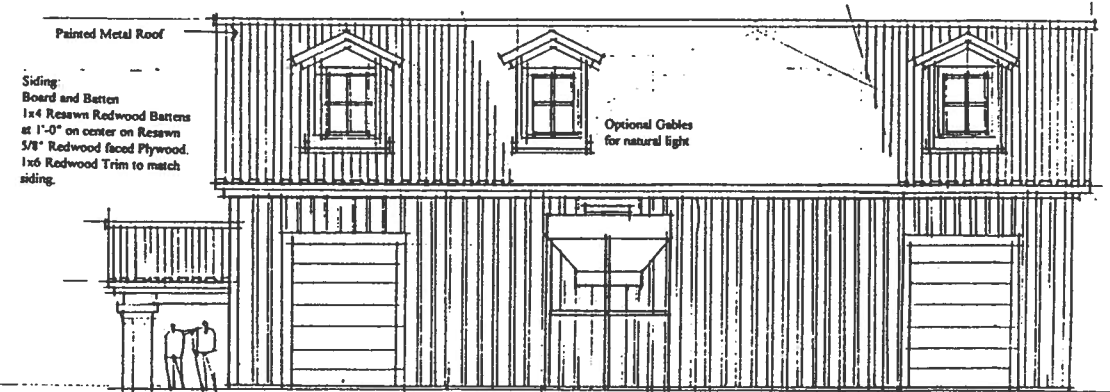 Painted Metal Roof
Siding:
Board and Batten
1x4 Resawn Redwood Battens
at 1'-0" on center on Resawn
5/8" Redwood faced Plywood.
1x6 Redwood Trim to match
siding.
Optional Gables
for natural light